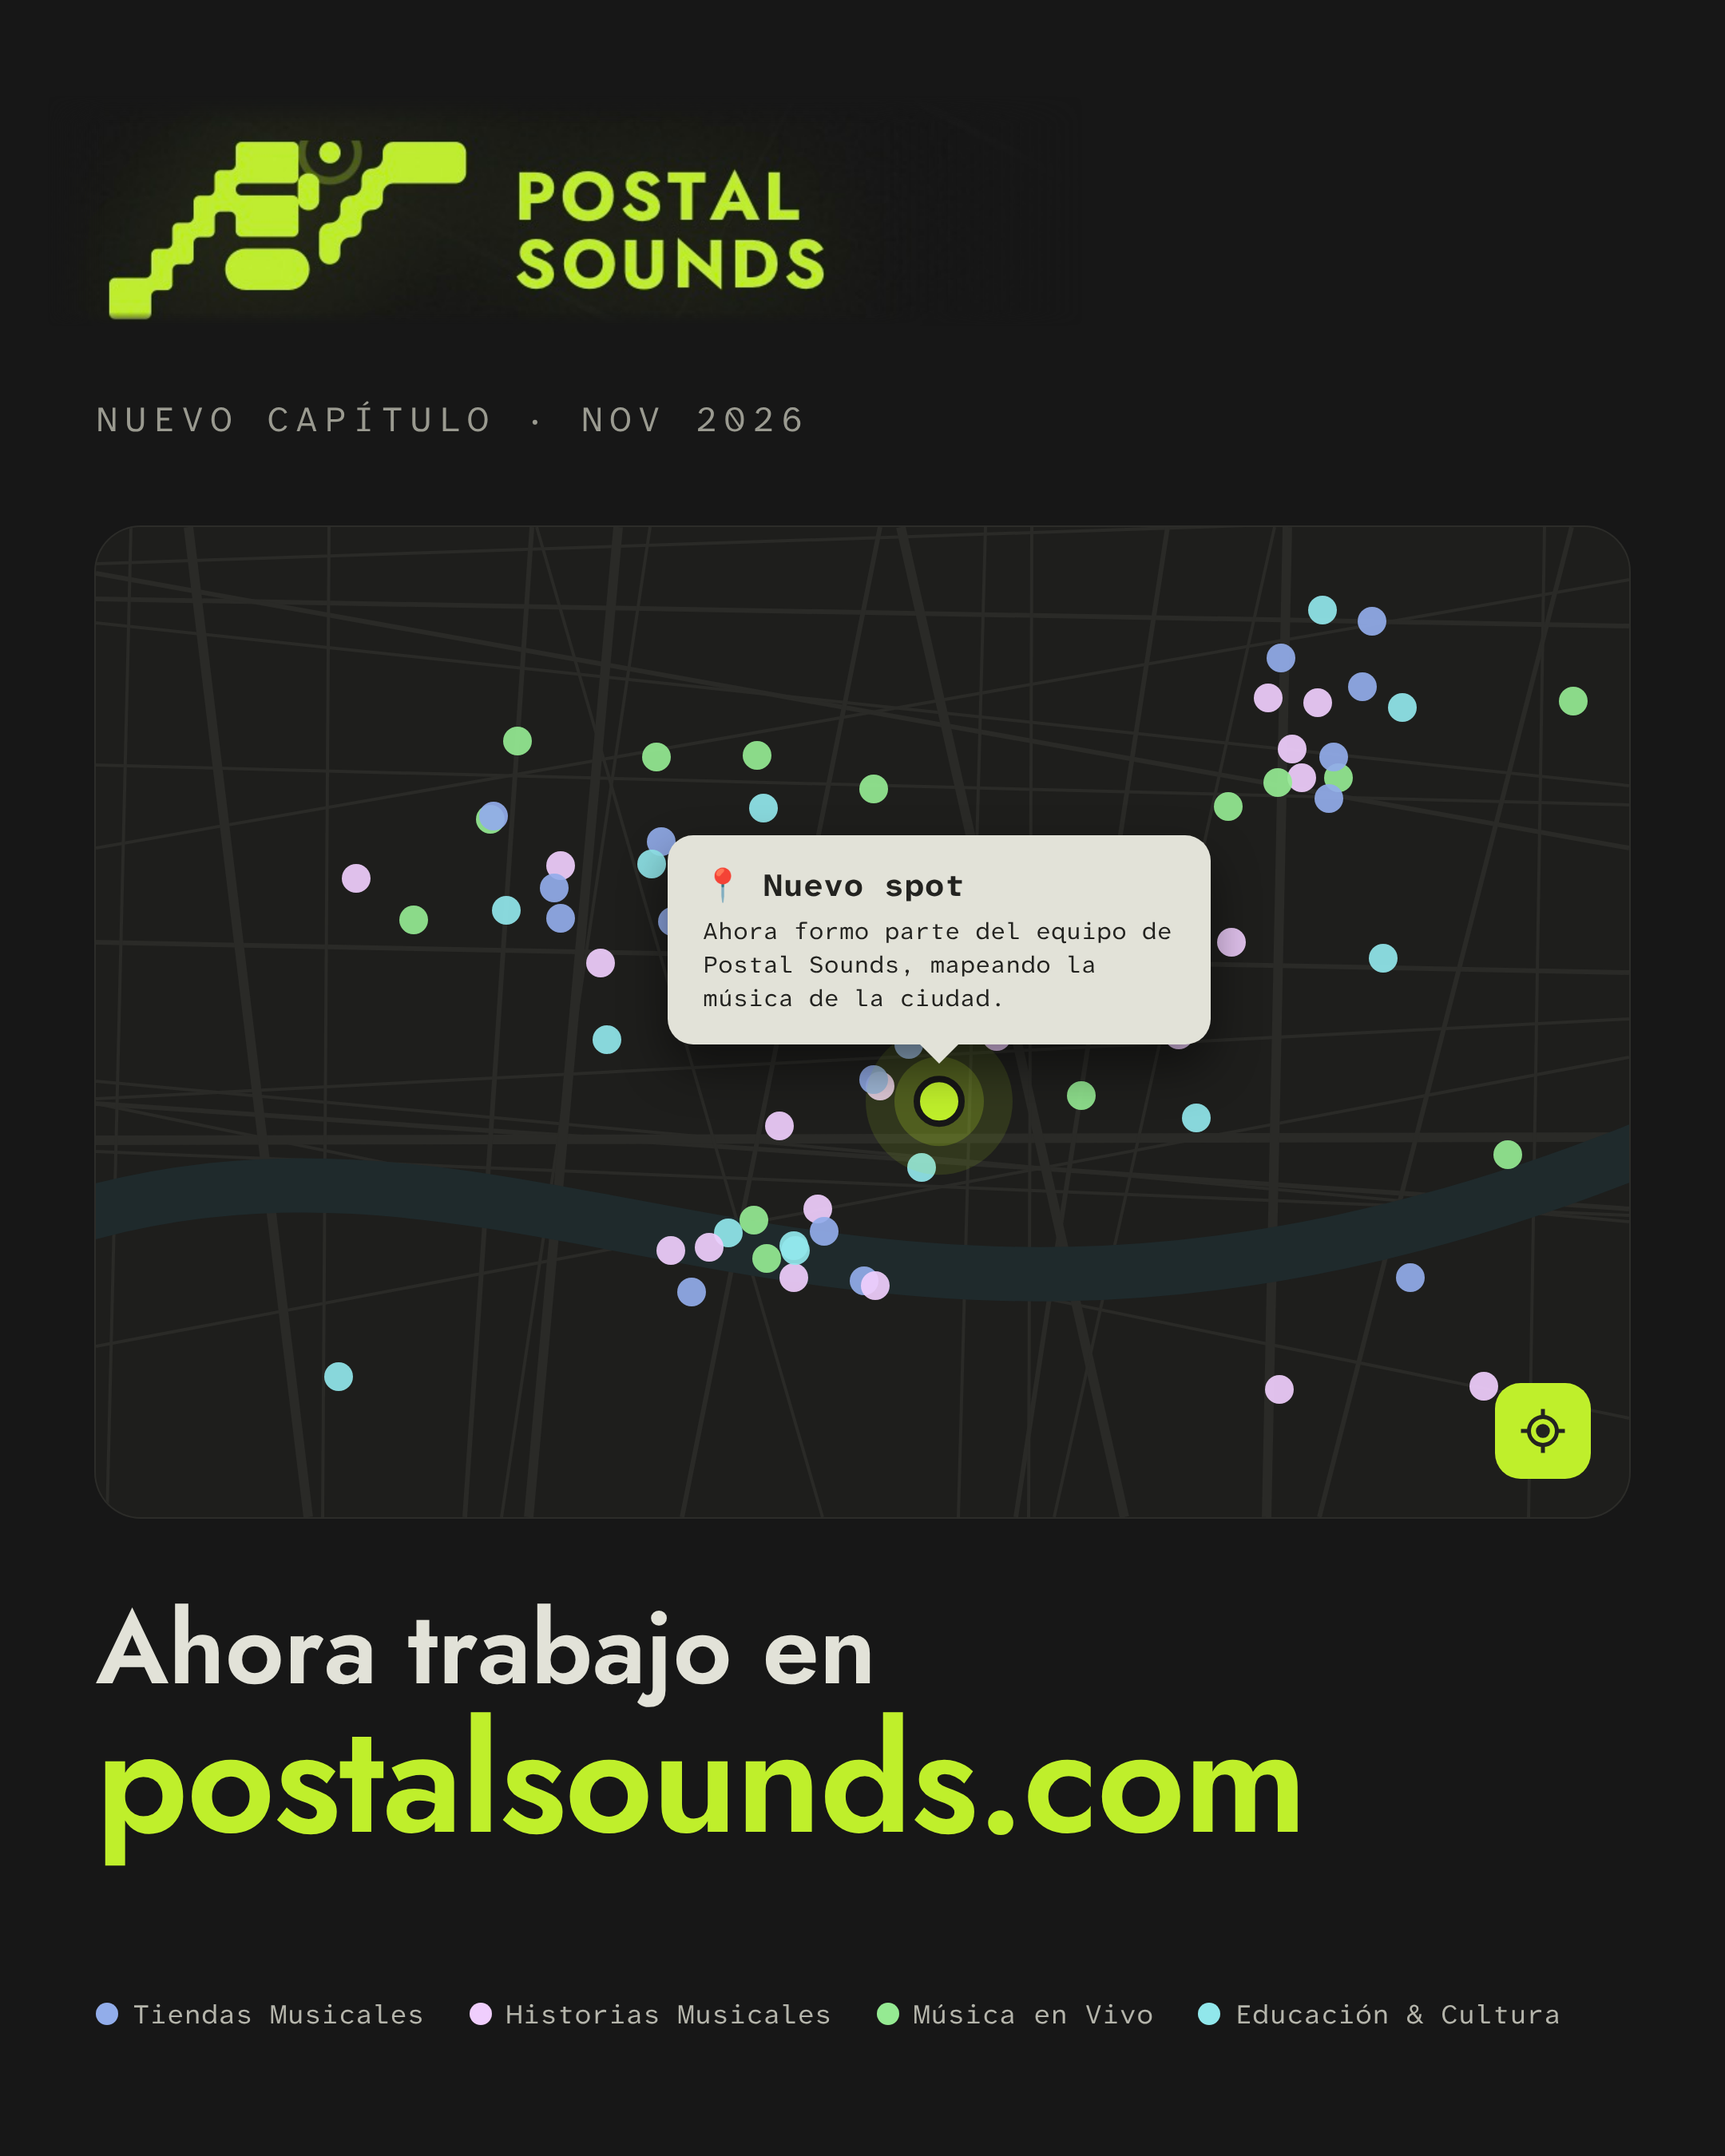 POSTAL
SOUNDS
NUEVO CAPÍTULO · NOV 2026
📍 Nuevo spot
Ahora formo parte del equipo de
Postal Sounds, mapeando la
música de la ciudad.
Ahora trabajo en
postalsounds.com
Tiendas Musicales
Historias Musicales
Música en Vivo
Educación & Cultura